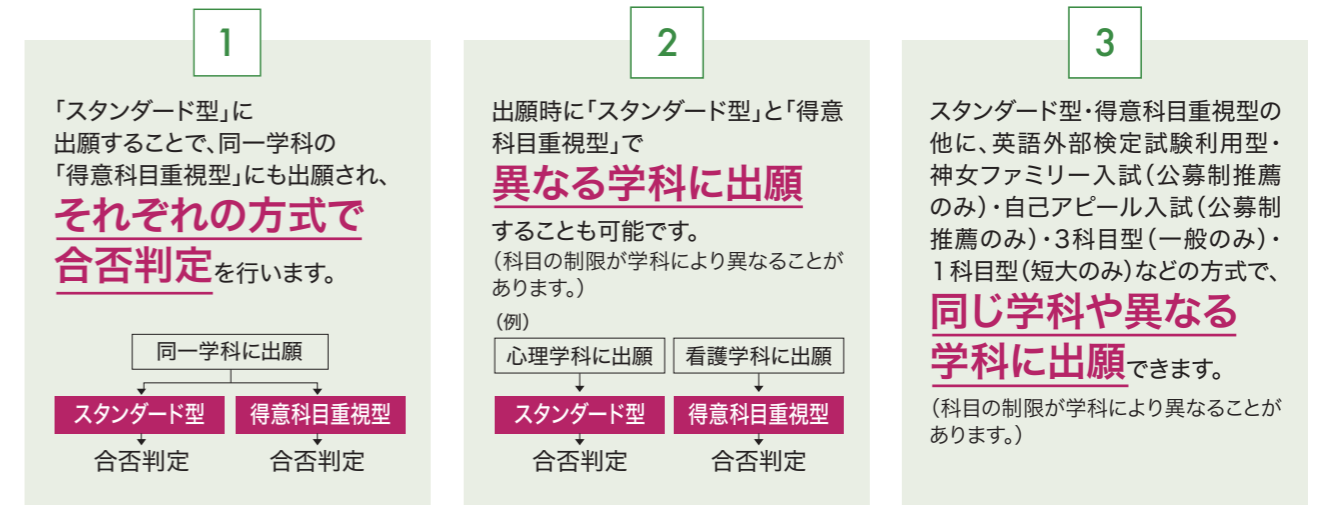 1
「スタンダード型」に
出願することで、同一学科の
「得意科目重視型」にも出願され、
それぞれの方式で
合否判定を行います。
同一学科に出願
スタンダード型 得意科目重視型
合否判定 合否判定
2
出願時に「スタンダード型」と「得意
科目重視型」で
異なる学科に出願
することも可能です。
（科目の制限が学科により異なることが
あります。）
（例）
心理学科に出願 看護学科に出願
スタンダード型 得意科目重視型
合否判定 合否判定
3
スタンダード型・得意科目重視型の
他に、英語外部検定試験利用型・
神女ファミリー入試（公募制推薦
のみ）・自己アピール入試（公募制
推薦のみ）・3科目型（一般のみ）・
1科目型（短大のみ）などの方式で、
同じ学科や異なる
学科に出願できます。
（科目の制限が学科により異なることが
あります。）